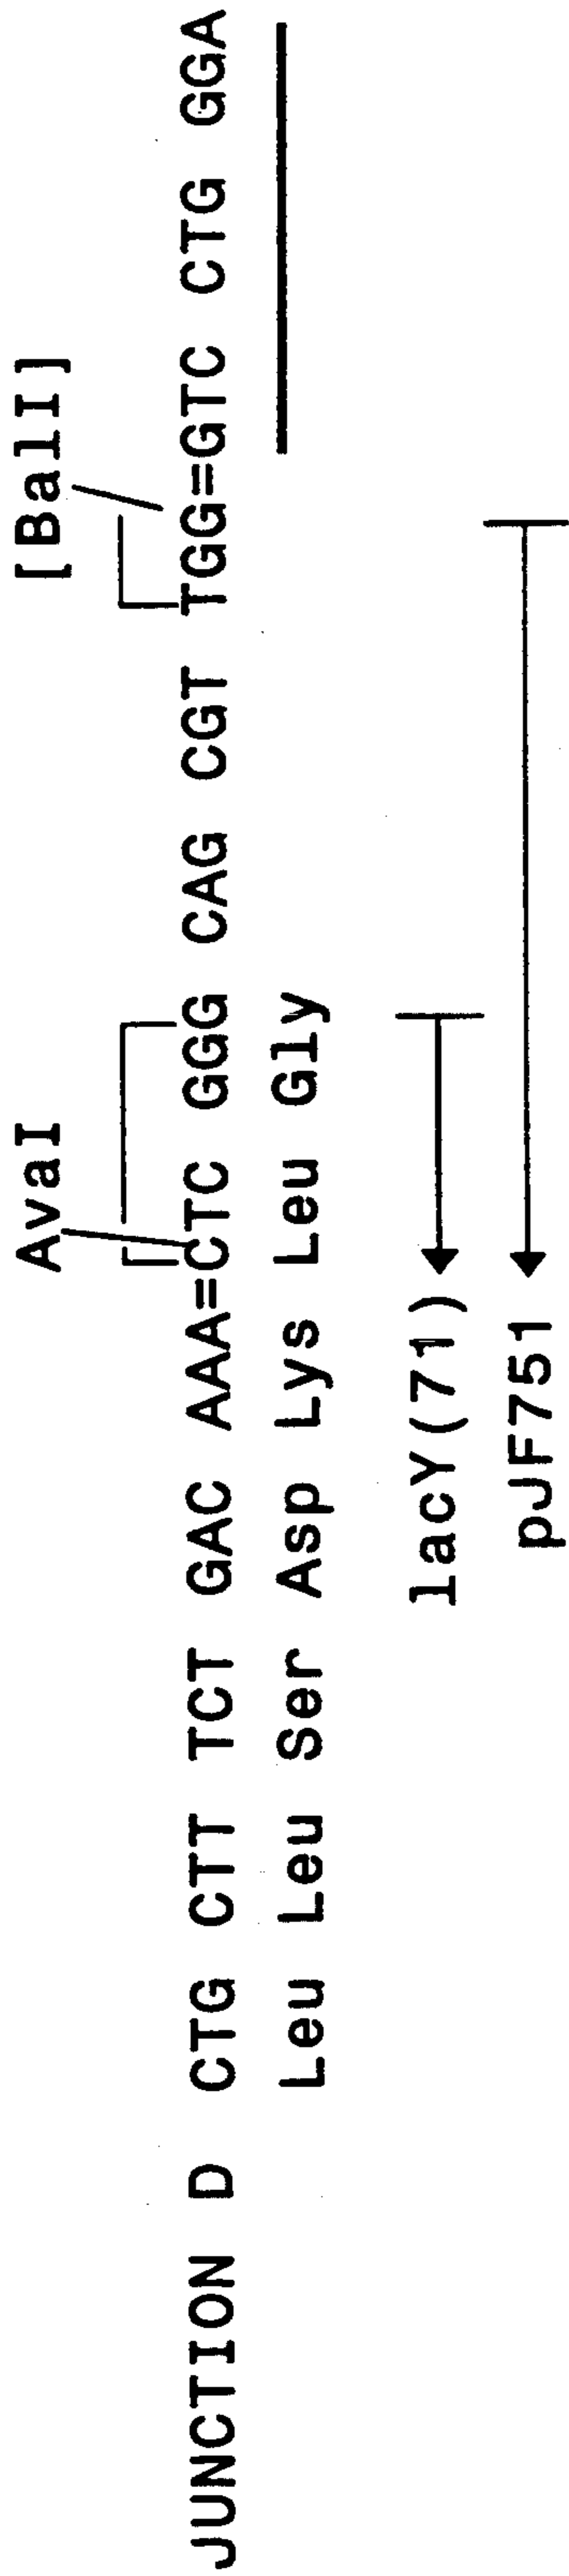 AvaI [BalI]
JUNCTION D CTG CTT TCT GAC AAA=CTC GGG CAG CGT TGG=GTC CTG GGA
Leu Leu Ser Asp Lys Leu Gly
lacY(71)
pJF751